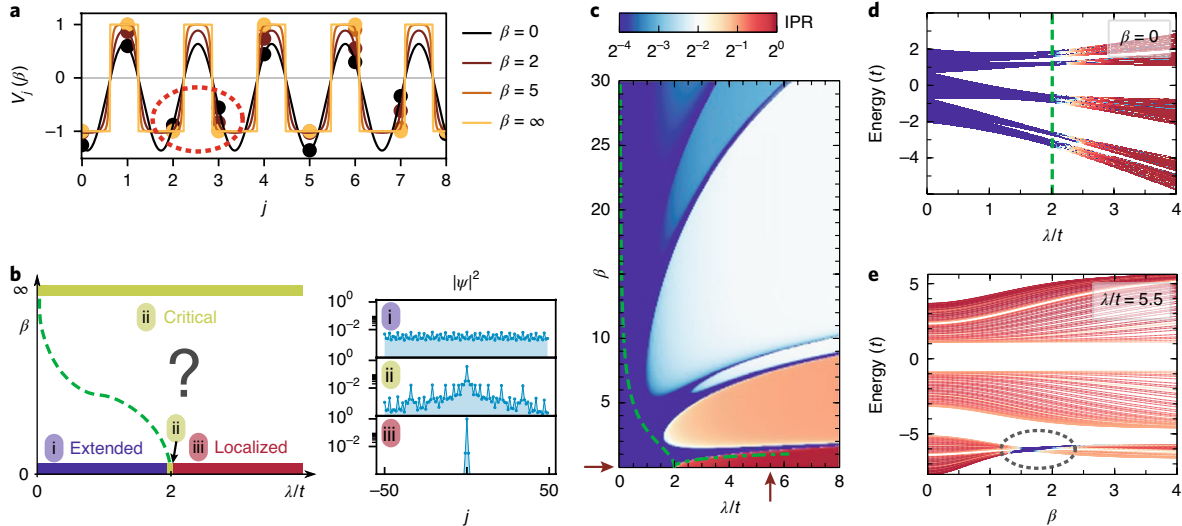 a
V_j(β)
1
0
−1
0 1 2 3 4 5 6 7 8
j
β = 0
β = 2
β = 5
β = ∞
b
∞
β
0
ii Critical
?
i Extended
ii
iii Localized
0 2 λ/t
|ψ|²
10⁰
i
10⁻²
10⁰
ii
10⁻²
10⁰
iii
10⁻²
−50 0 50
j
c
IPR
2⁻⁴ 2⁻³ 2⁻² 2⁻¹ 2⁰
30
20
β
10
5
0
0 2 4 6 8
λ/t
d
β = 0
Energy (t)
2
0
−2
−4
0 1 2 3 4
λ/t
e
λ/t = 5.5
Energy (t)
5
0
−5
0 1 2 3 4
β